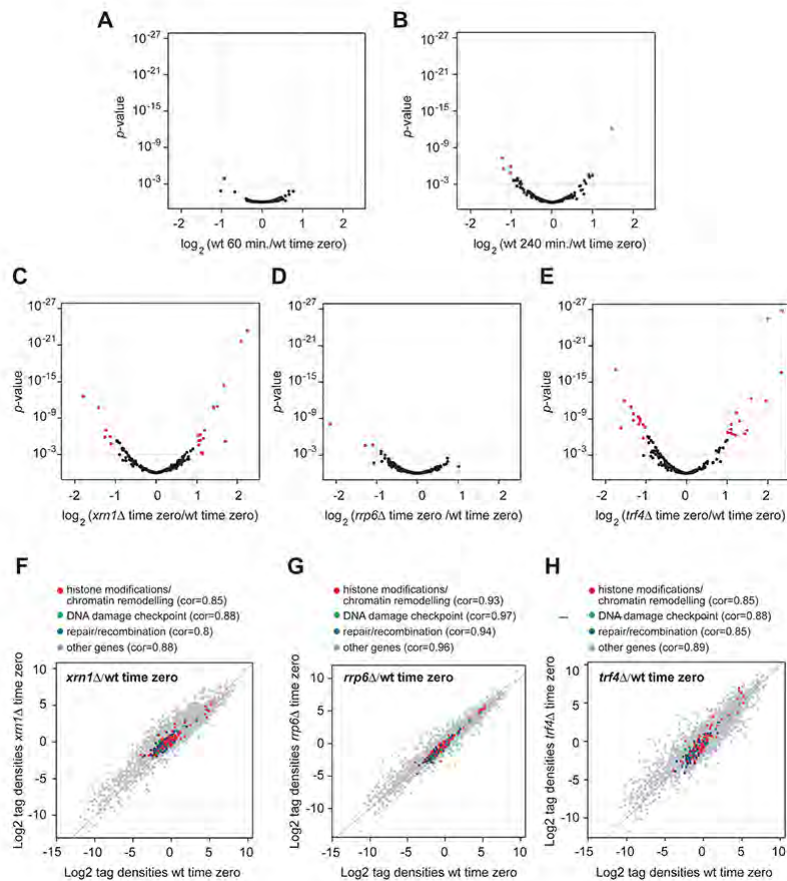 A
B
10-27
10-21
10-15
10-9
10-3
p-value
-2 -1 0 1 2
log2 (wt 60 min./wt time zero)
10-27
10-21
10-15
10-9
10-3
p-value
-2 -1 0 1 2
log2 (wt 240 min./wt time zero)
C
D
E
10-27
10-21
10-15
10-9
10-3
p-value
-2 -1 0 1 2
log2 (xrn1Δ time zero/wt time zero)
10-27
10-21
10-15
10-9
10-3
p-value
-2 -1 0 1 2
log2 (rrp6Δ time zero /wt time zero)
10-27
10-21
10-15
10-9
10-3
p-value
-2 -1 0 1 2
log2 (trf4Δ time zero/wt time zero)
F
histone modifications/
chromatin remodelling (cor=0.85)
DNA damage checkpoint (cor=0.88)
repair/recombination (cor=0.8)
other genes (cor=0.88)
xrn1Δ/wt time zero
Log2 tag densities xrn1Δ time zero
10
5
0
-5
-10
-15 -10 -5 0 5 10
Log2 tag densities wt time zero
G
histone modifications/
chromatin remodelling (cor=0.93)
DNA damage checkpoint (cor=0.97)
repair/recombination (cor=0.94)
other genes (cor=0.96)
rrp6Δ/wt time zero
Log2 tag densities rrp6Δ time zero
10
5
0
-5
-10
-15 -10 -5 0 5 10
Log2 tag densities wt time zero
H
histone modifications/
chromatin remodelling (cor=0.85)
DNA damage checkpoint (cor=0.88)
repair/recombination (cor=0.85)
other genes (cor=0.89)
trf4Δ/wt time zero
Log2 tag densities trf4Δ time zero
10
5
0
-5
-10
-15 -10 -5 0 5 10
Log2 tag densities wt time zero